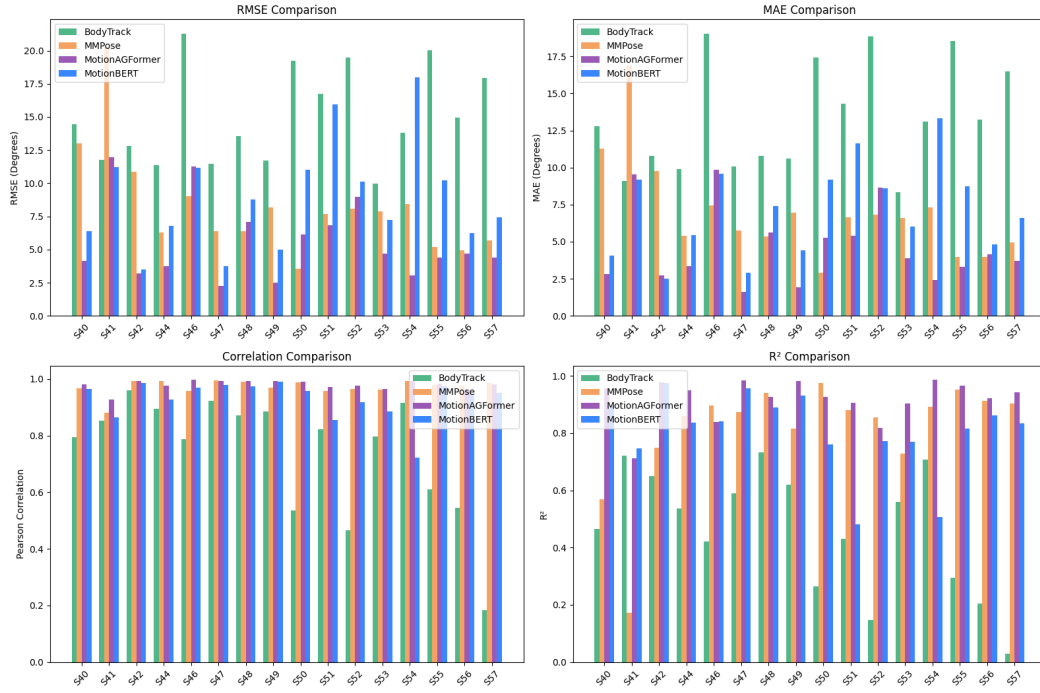 RMSE Comparison
BodyTrack
MMPose
MotionAGFormer
MotionBERT
RMSE (Degrees)
20.0
17.5
15.0
12.5
10.0
7.5
5.0
2.5
0.0
S40 S41 S42 S44 S46 S47 S48 S49 S50 S51 S52 S53 S54 S55 S56 S57
MAE Comparison
BodyTrack
MMPose
MotionAGFormer
MotionBERT
MAE (Degrees)
17.5
15.0
12.5
10.0
7.5
5.0
2.5
0.0
S40 S41 S42 S44 S46 S47 S48 S49 S50 S51 S52 S53 S54 S55 S56 S57
Correlation Comparison
BodyTrack
MMPose
MotionAGFormer
MotionBERT
Pearson Correlation
1.0
0.8
0.6
0.4
0.2
0.0
S40 S41 S42 S44 S46 S47 S48 S49 S50 S51 S52 S53 S54 S55 S56 S57
R² Comparison
BodyTrack
MMPose
MotionAGFormer
MotionBERT
R²
1.0
0.8
0.6
0.4
0.2
0.0
S40 S41 S42 S44 S46 S47 S48 S49 S50 S51 S52 S53 S54 S55 S56 S57